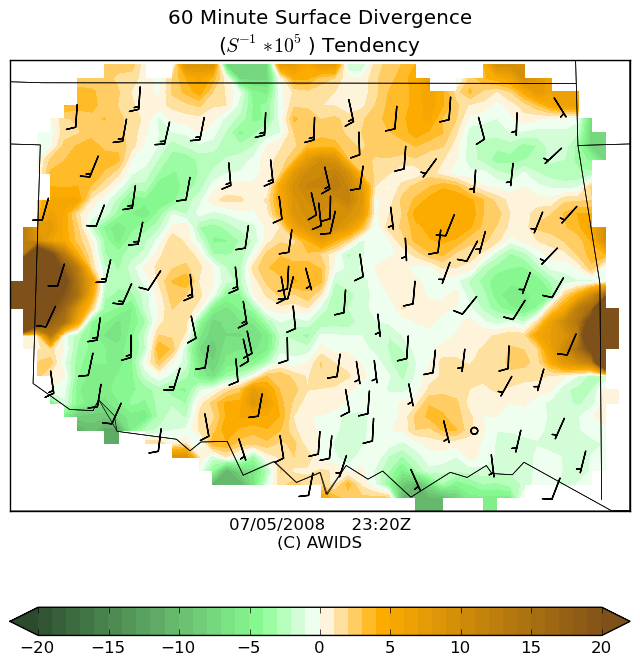 60 Minute Surface Divergence
($S^{-1} * 10^5$ ) Tendency
07/05/2008 23:20Z
(C) AWIDS
−20 −15 −10 −5 0 5 10 15 20